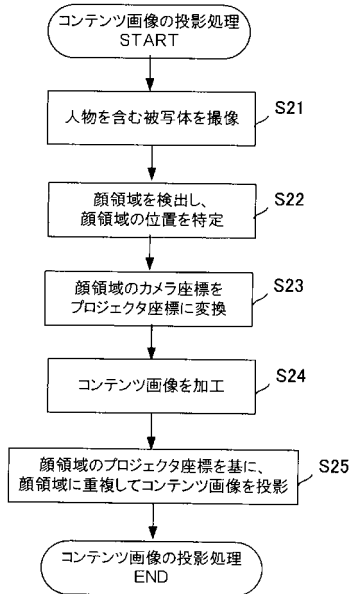 コンテンツ画像の投影処理
START
人物を含む被写体を撮像
S21
顔領域を検出し、
顔領域の位置を特定
S22
顔領域のカメラ座標を
プロジェクタ座標に変換
S23
コンテンツ画像を加工
S24
顔領域のプロジェクタ座標を基に、
顔領域に重複してコンテンツ画像を投影
S25
コンテンツ画像の投影処理
END